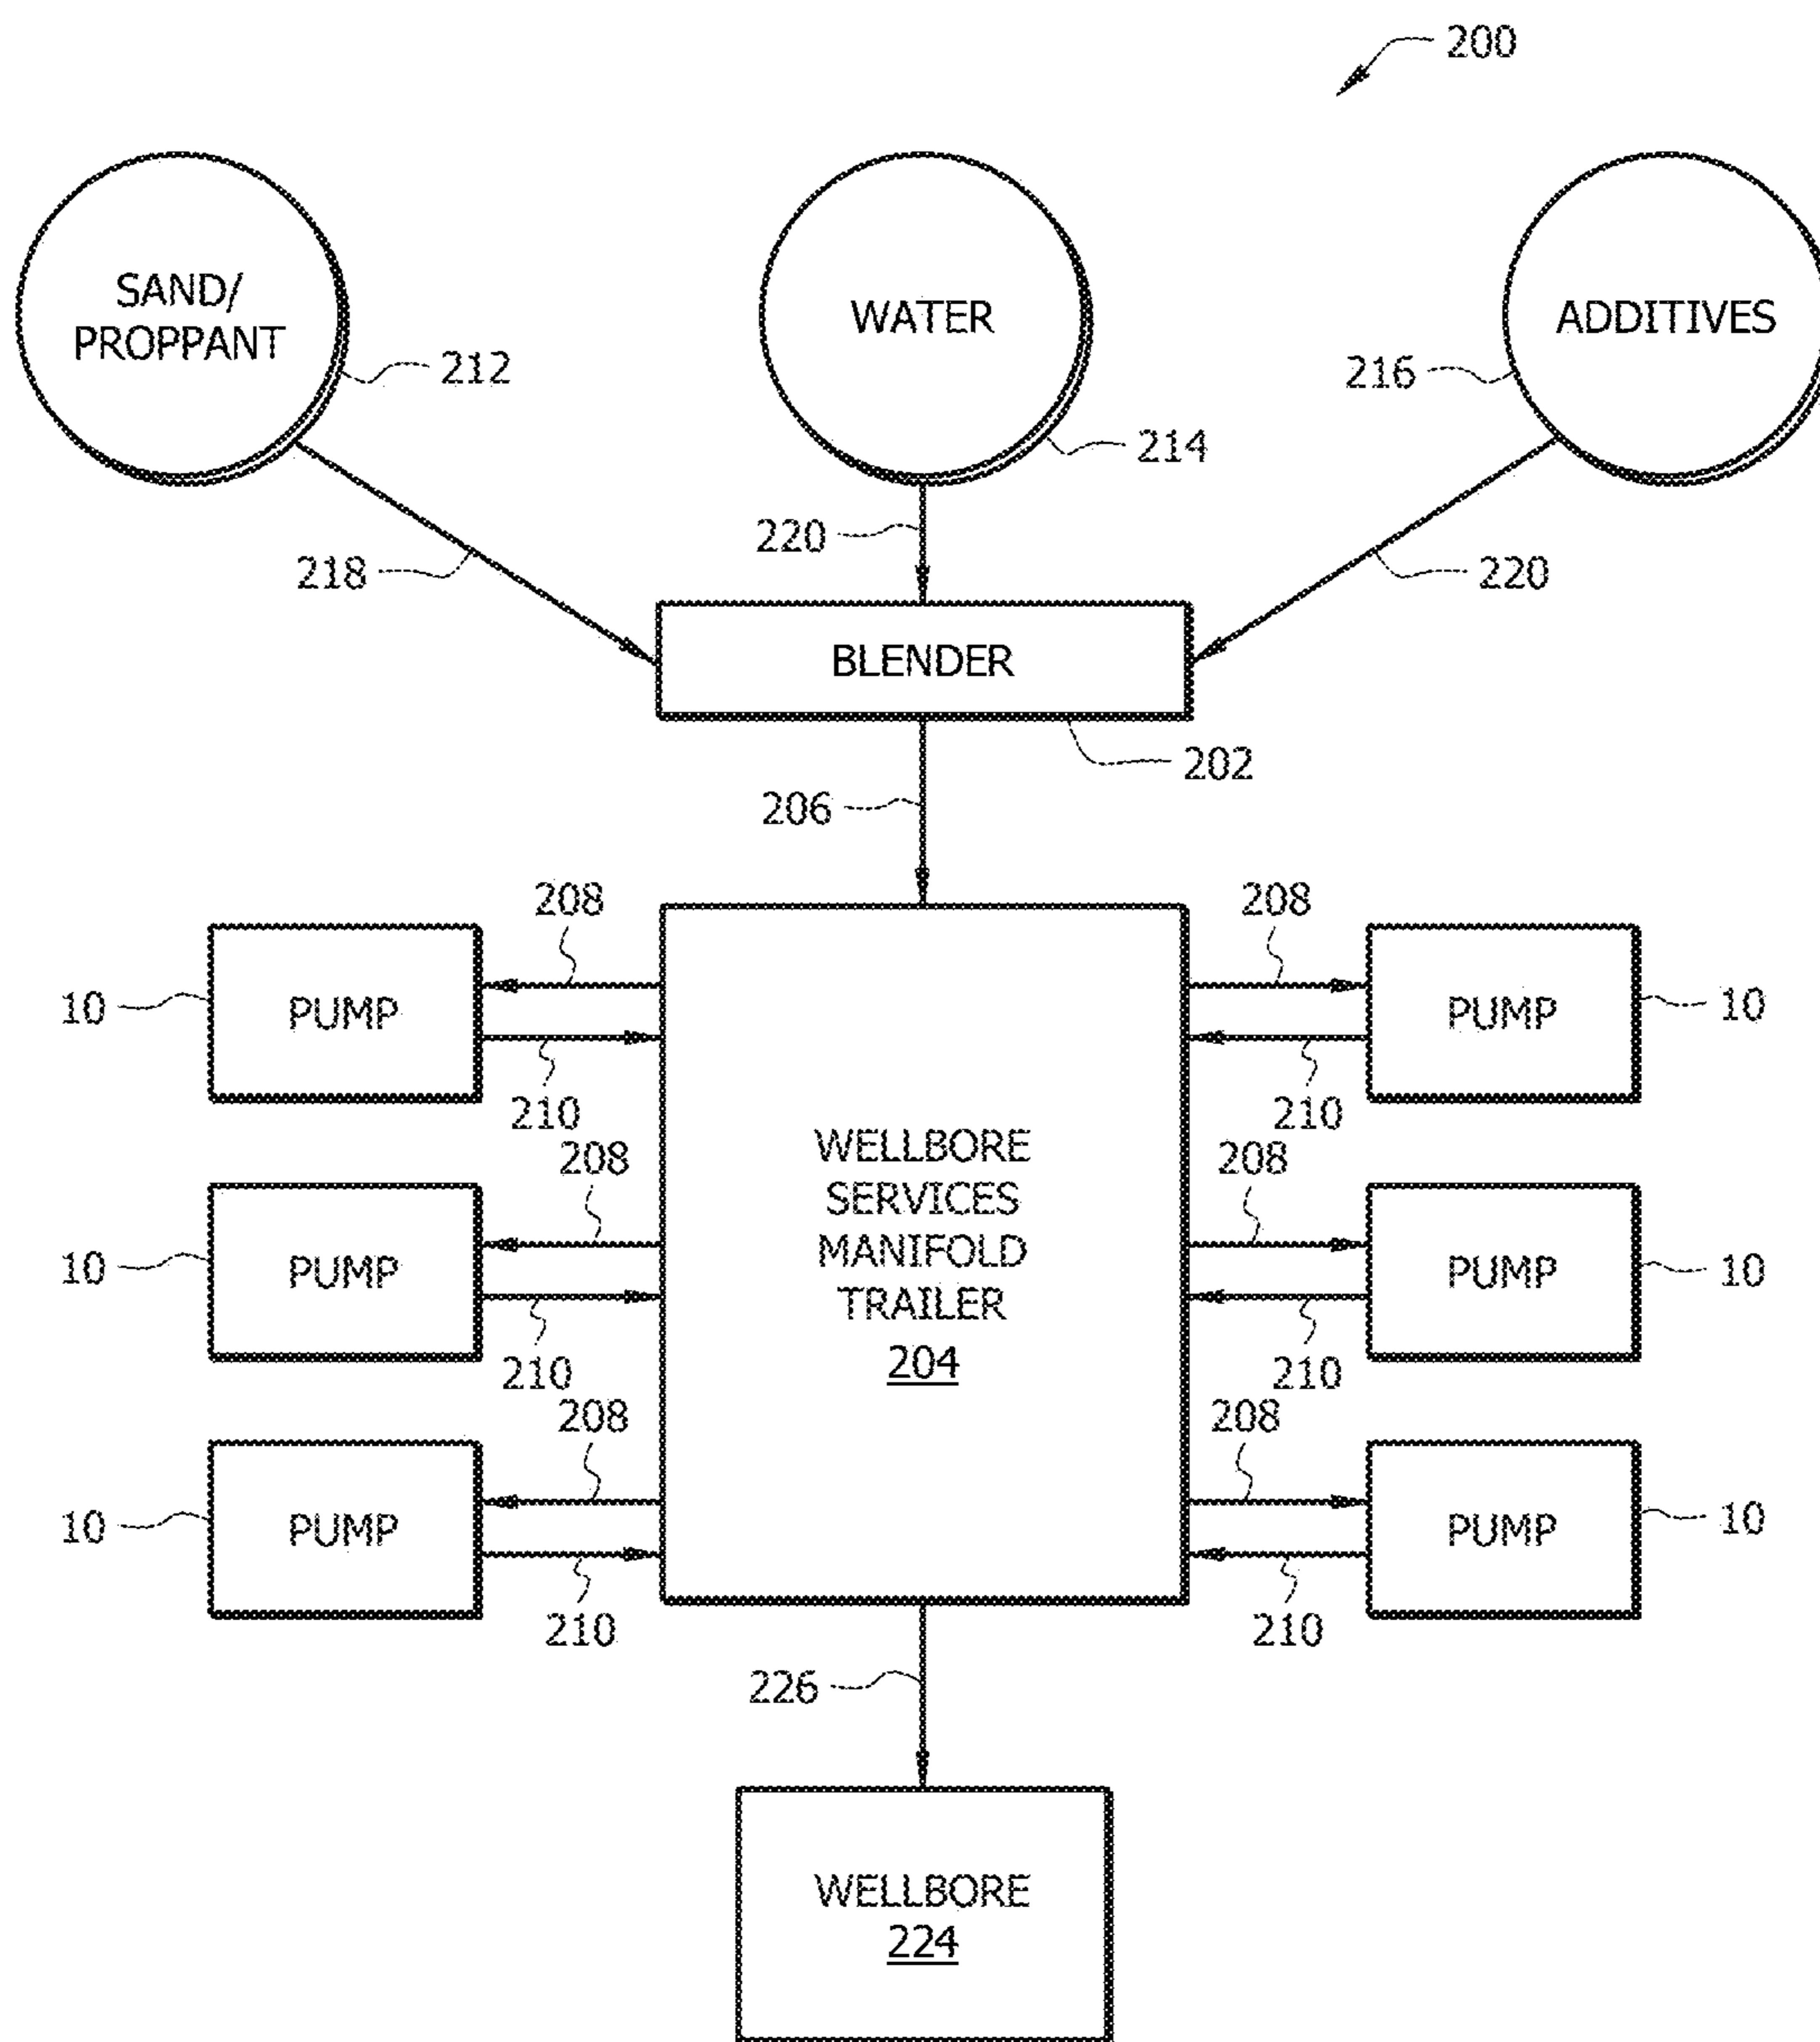 200
SAND/
PROPPANT
WATER
ADDITIVES
212
216
214
220
218
220
BLENDER
202
206
208
208
10
PUMP
PUMP
10
210
210
WELLBORE
SERVICES
MANIFOLD
TRAILER
204
208
208
10
PUMP
PUMP
10
210
210
208
208
10
PUMP
PUMP
10
210
210
226
WELLBORE
224